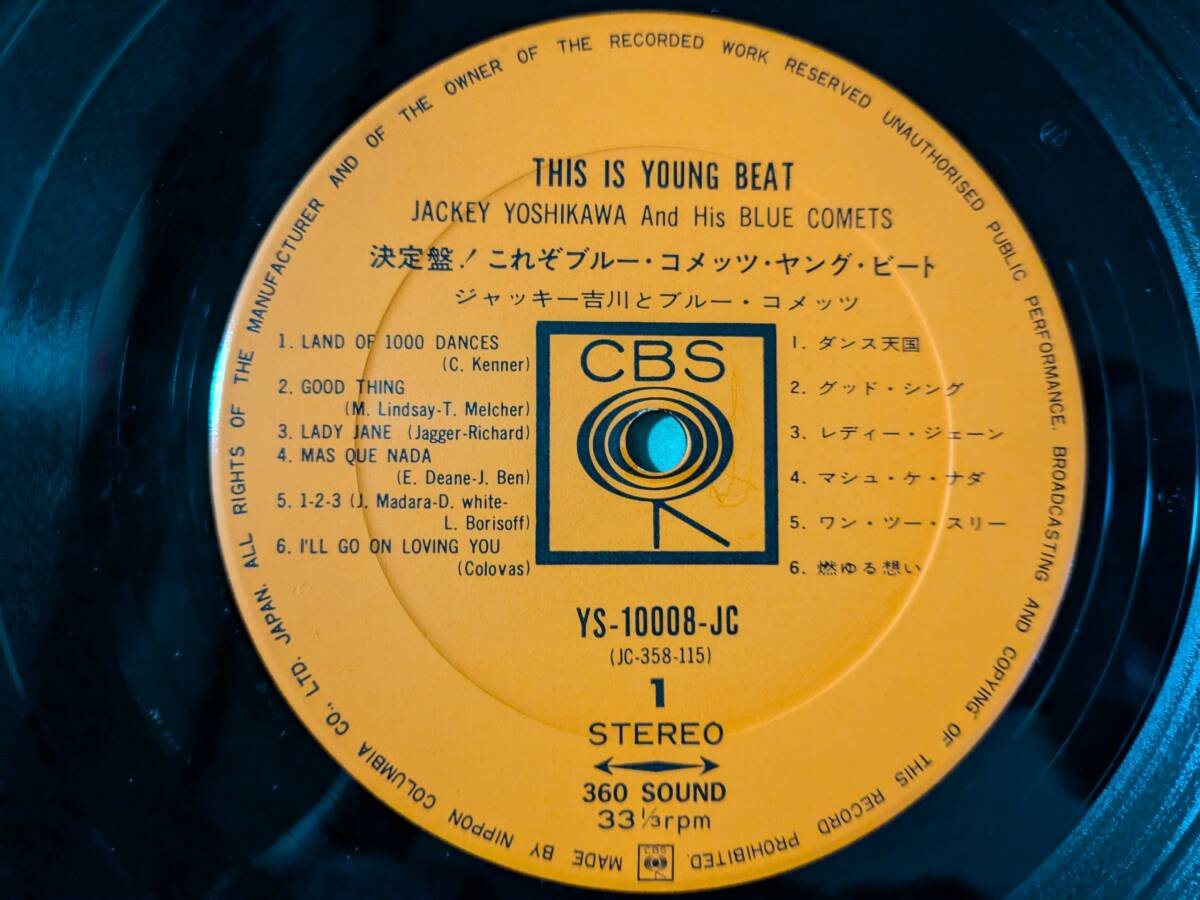 THIS IS YOUNG BEAT
JACKEY YOSHIKAWA And His BLUE COMETS
決定盤！これぞブルー・コメッツ・ヤング・ビート
ジャッキー吉川とブルー・コメッツ
1. LAND OF 1000 DANCES
(C. Kenner)
2. GOOD THING
(M. Lindsay-T. Melcher)
3. LADY JANE (Jagger-Richard)
4. MAS QUE NADA
(E. Deane-J. Ben)
5. 1-2-3 (J. Madara-D. white-
L. Borisoff)
6. I'LL GO ON LOVING YOU
(Colovas)
CBS
1. ダンス天国
2. グッド・シング
3. レディー・ジェーン
4. マシュ・ケ・ナダ
5. ワン・ツー・スリー
6. 燃ゆる想い
YS-10008-JC
(JC-358-115)
1
STEREO
360 SOUND
33 1/3 rpm
CBS
MADE BY NIPPON COLUMBIA CO., LTD. JAPAN. ALL RIGHTS OF THE MANUFACTURER AND OF THE OWNER OF THE RECORDED WORK RESERVED UNAUTHORISED PUBLIC PERFORMANCE, BROADCASTING AND COPYING OF THIS RECORD PROHIBITED.